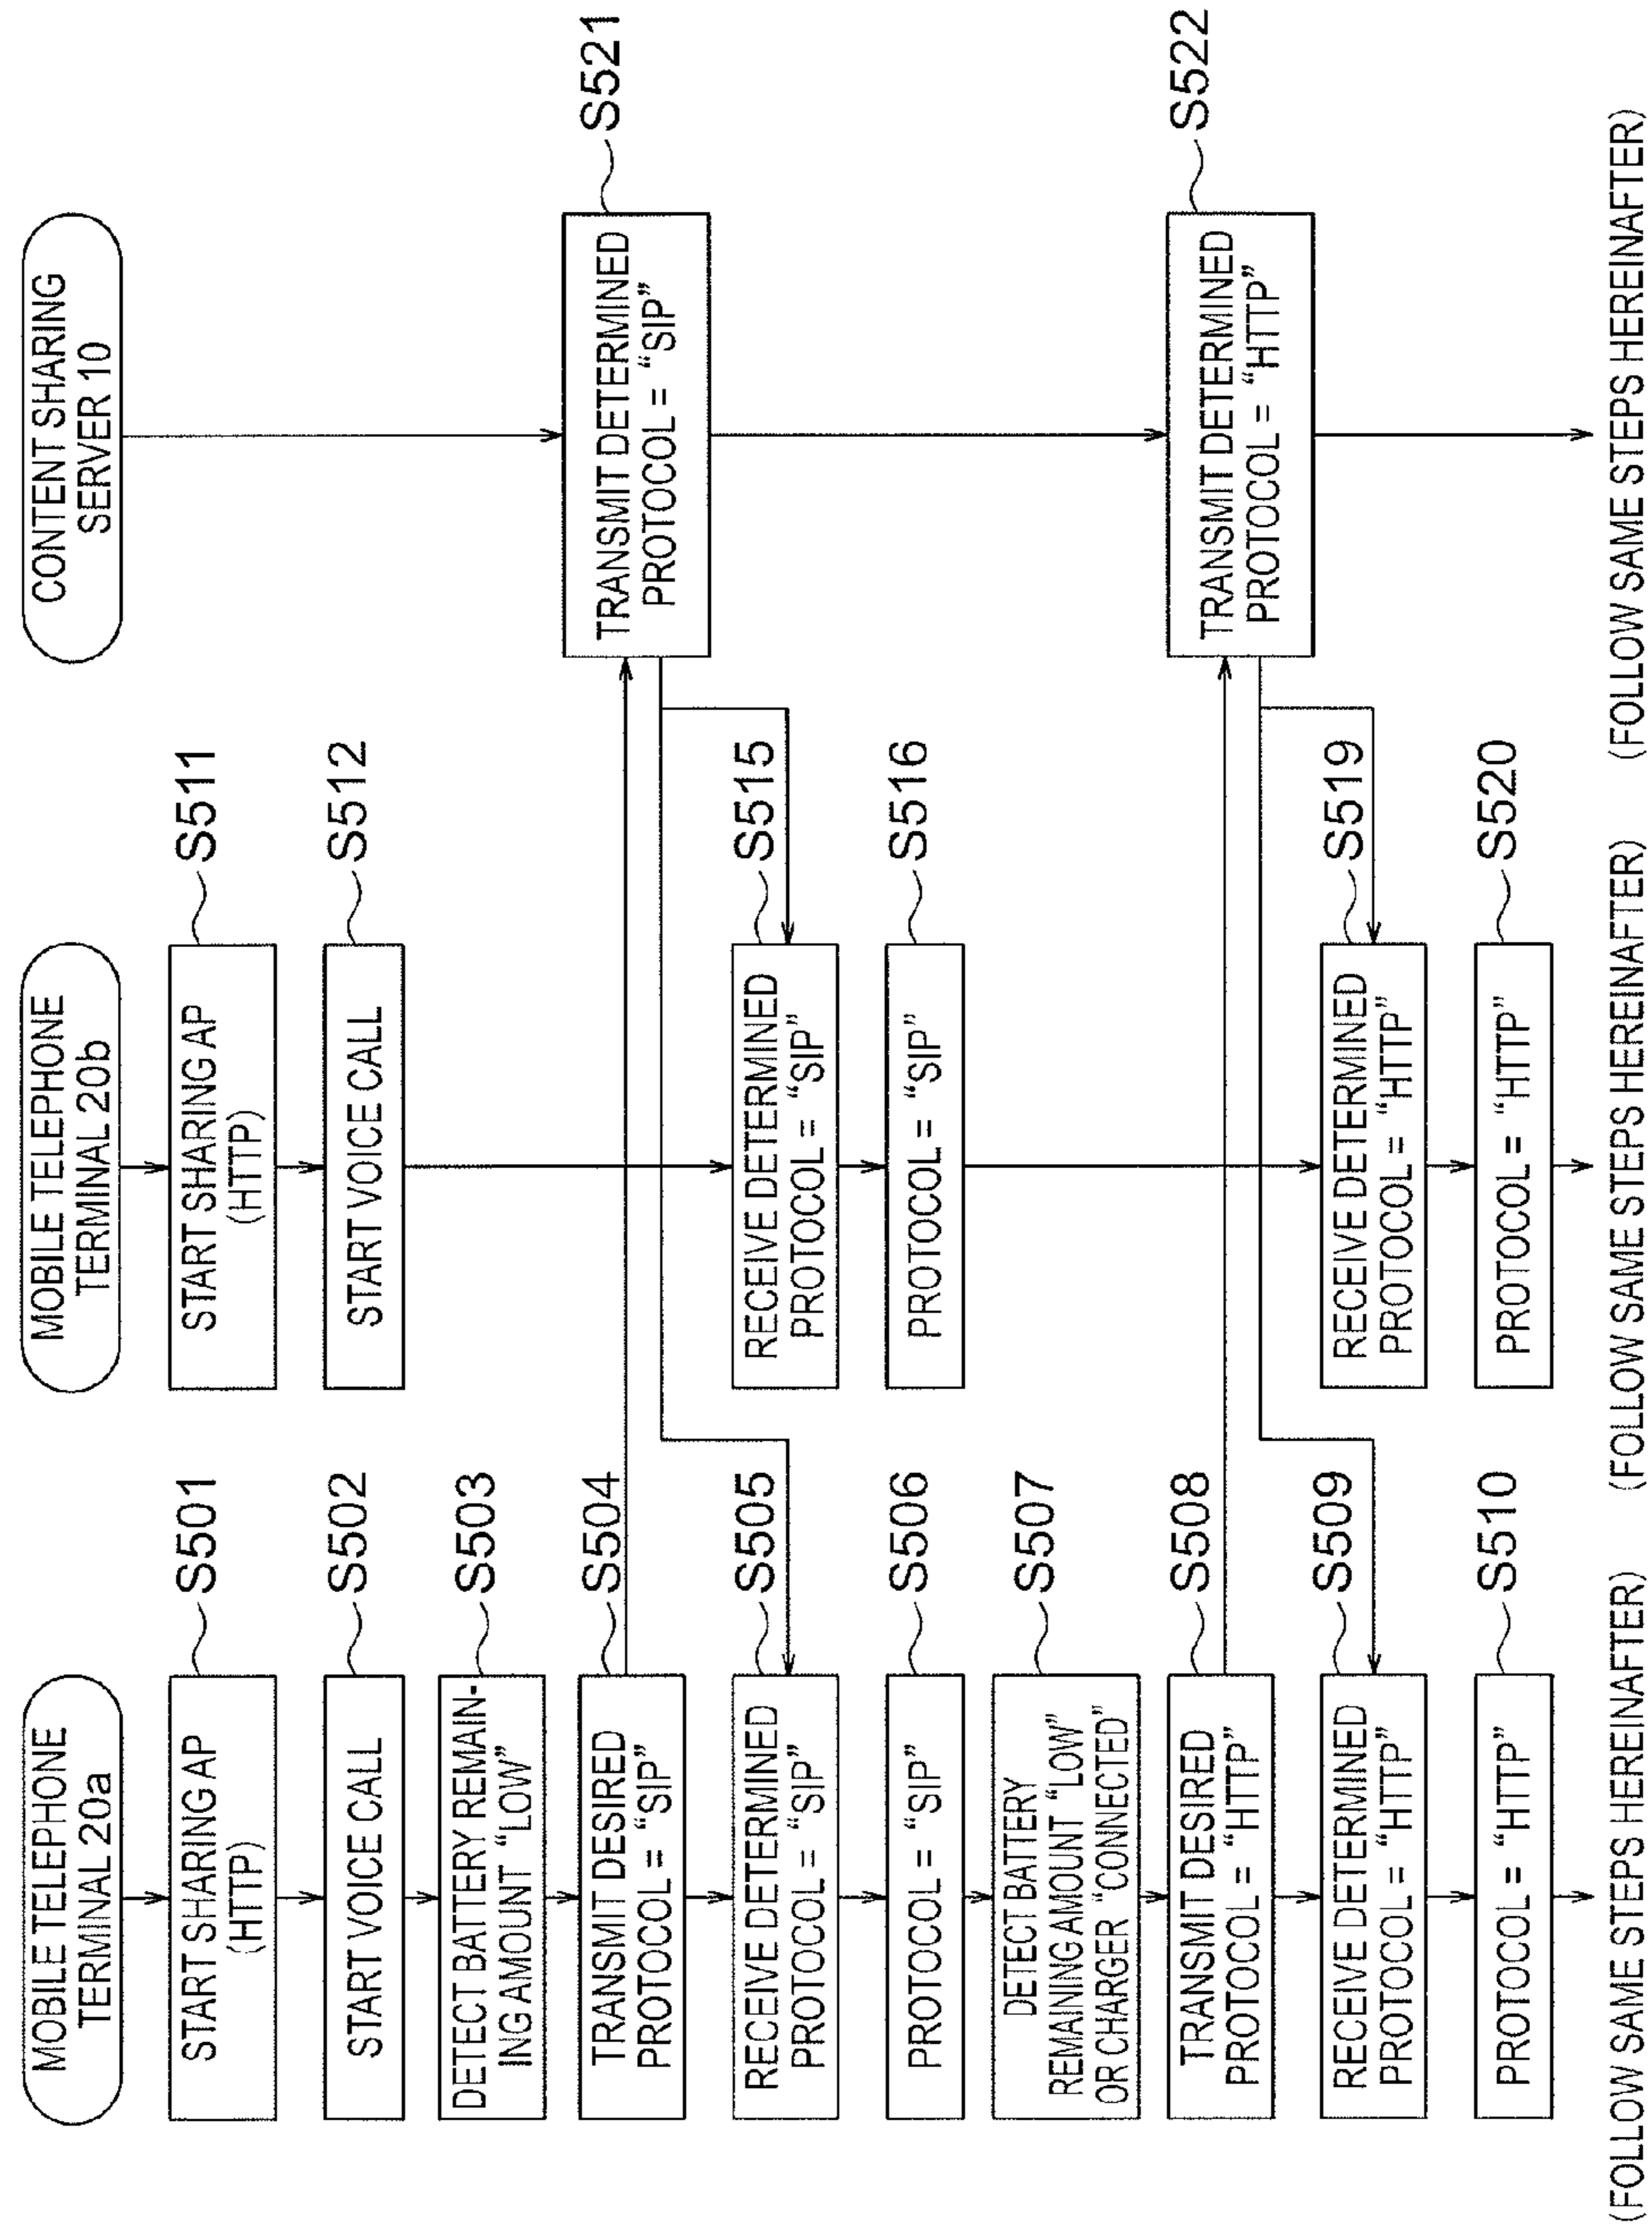 MOBILE TELEPHONE
TERMINAL 20a
START SHARING AP
(HTTP)
S501
START VOICE CALL
S502
DETECT BATTERY REMAIN-
ING AMOUNT “LOW”
S503
TRANSMIT DESIRED
PROTOCOL = “SIP”
S504
RECEIVE DETERMINED
PROTOCOL = “SIP”
S505
PROTOCOL = “SIP”
S506
DETECT BATTERY
REMAINING AMOUNT “LOW”
OR CHARGER “CONNECTED”
S507
TRANSMIT DESIRED
PROTOCOL = “HTTP”
S508
RECEIVE DETERMINED
PROTOCOL = “HTTP”
S509
PROTOCOL = “HTTP”
S510
(FOLLOW SAME STEPS HEREINAFTER)
MOBILE TELEPHONE
TERMINAL 20b
START SHARING AP
(HTTP)
S511
START VOICE CALL
S512
RECEIVE DETERMINED
PROTOCOL = “SIP”
S515
PROTOCOL = “SIP”
S516
RECEIVE DETERMINED
PROTOCOL = “HTTP”
S519
PROTOCOL = “HTTP”
S520
(FOLLOW SAME STEPS HEREINAFTER)
CONTENT SHARING
SERVER 10
TRANSMIT DETERMINED
PROTOCOL = “SIP”
S521
TRANSMIT DETERMINED
PROTOCOL = “HTTP”
S522
(FOLLOW SAME STEPS HEREINAFTER)